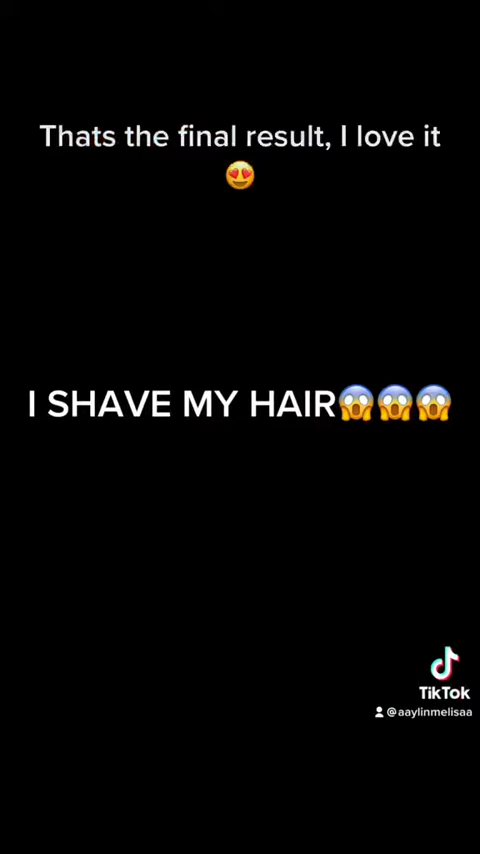 Thats the final result, I love it
😍
I SHAVE MY HAIR😱😱😱
TikTok
@aaylinmelisaa